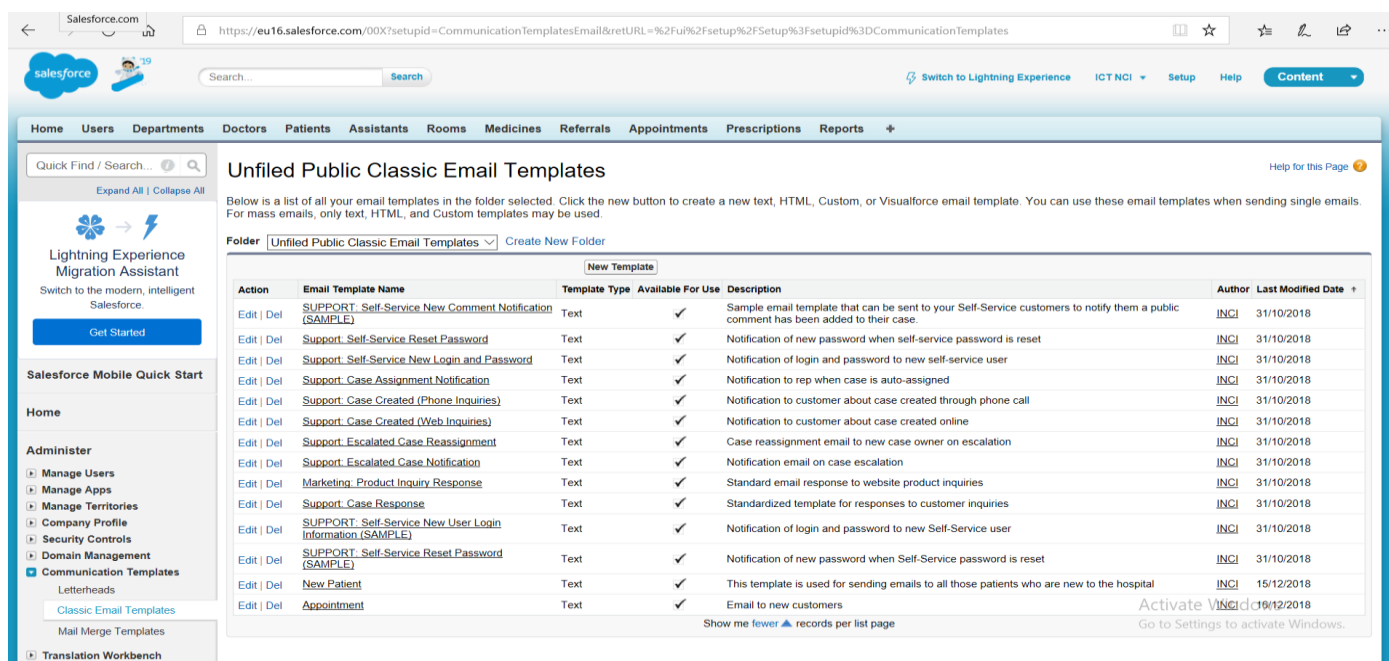 Salesforce.com
https://eu16.salesforce.com/00X?setupid=CommunicationTemplatesEmail&retURL=%2Fui%2Fsetup%2FSetup%3Fsetupid%3DCommunicationTemplates
salesforce
'19
Search...
Search
Switch to Lightning Experience
ICT NCI
Setup
Help
Content
Home Users Departments Doctors Patients Assistants Rooms Medicines Referrals Appointments Prescriptions Reports +
Quick Find / Search...
Expand All | Collapse All
Lightning Experience
Migration Assistant
Switch to the modern, intelligent
Salesforce.
Get Started
Salesforce Mobile Quick Start
Home
Administer
Manage Users
Manage Apps
Manage Territories
Company Profile
Security Controls
Domain Management
Communication Templates
Letterheads
Classic Email Templates
Mail Merge Templates
Translation Workbench
Unfiled Public Classic Email Templates
Help for this Page ?
Below is a list of all your email templates in the folder selected. Click the new button to create a new text, HTML, Custom, or Visualforce email template. You can use these email templates when sending single emails.
For mass emails, only text, HTML, and Custom templates may be used.
Folder Unfiled Public Classic Email Templates Create New Folder
New Template
Action Email Template Name Template Type Available For Use Description Author Last Modified Date
Edit | Del SUPPORT: Self-Service New Comment Notification (SAMPLE) Text Sample email template that can be sent to your Self-Service customers to notify them a public comment has been added to their case. INCI 31/10/2018
Edit | Del Support: Self-Service Reset Password Text Notification of new password when self-service password is reset INCI 31/10/2018
Edit | Del Support: Self-Service New Login and Password Text Notification of login and password to new self-service user INCI 31/10/2018
Edit | Del Support: Case Assignment Notification Text Notification to rep when case is auto-assigned INCI 31/10/2018
Edit | Del Support: Case Created (Phone Inquiries) Text Notification to customer about case created through phone call INCI 31/10/2018
Edit | Del Support: Case Created (Web Inquiries) Text Notification to customer about case created online INCI 31/10/2018
Edit | Del Support: Escalated Case Reassignment Text Case reassignment email to new case owner on escalation INCI 31/10/2018
Edit | Del Support: Escalated Case Notification Text Notification email on case escalation INCI 31/10/2018
Edit | Del Marketing: Product Inquiry Response Text Standard email response to website product inquiries INCI 31/10/2018
Edit | Del Support: Case Response Text Standardized template for responses to customer inquiries INCI 31/10/2018
Edit | Del SUPPORT: Self-Service New User Login Information (SAMPLE) Text Notification of login and password to new Self-Service user INCI 31/10/2018
Edit | Del SUPPORT: Self-Service Reset Password (SAMPLE) Text Notification of new password when Self-Service password is reset INCI 31/10/2018
Edit | Del New Patient Text This template is used for sending emails to all those patients who are new to the hospital INCI 15/12/2018
Edit | Del Appointment Text Email to new customers INCI 16/12/2018
Show me fewer records per list page
Activate Windows
Go to Settings to activate Windows.